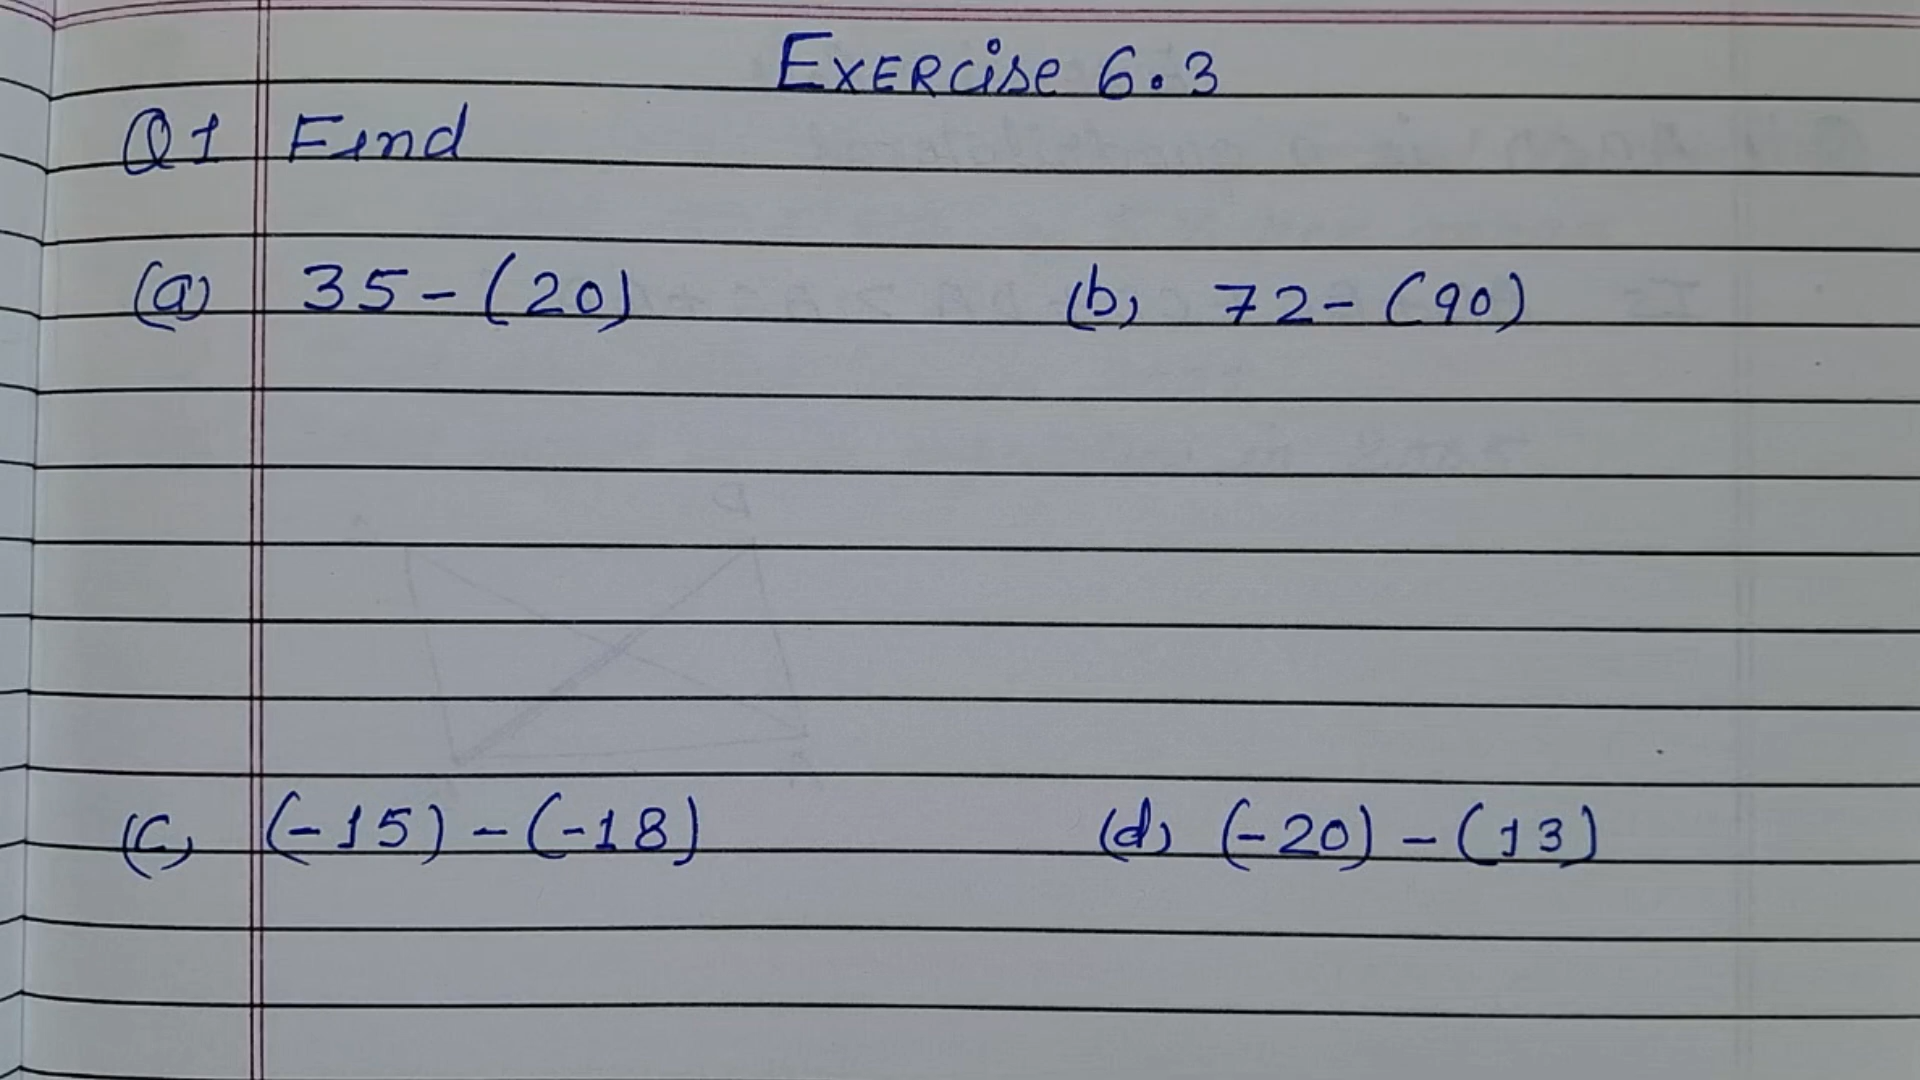 Exercise 6.3
Q1 Find
(a) 35 - (20) (b) 72 - (90)
(c) (-15) - (-18) (d) (-20) - (13)